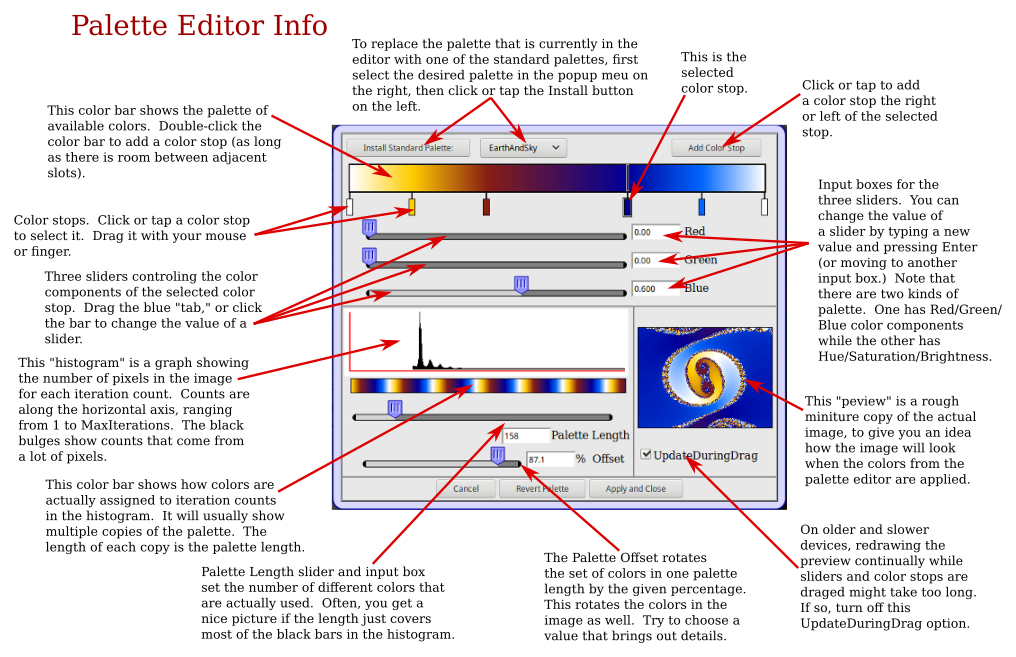 Palette Editor Info
To replace the palette that is currently in the
editor with one of the standard palettes, first
select the desired palette in the popup meu on
the right, then click or tap the Install button
on the left.
This is the
selected
color stop.
Click or tap to add
a color stop the right
or left of the selected
stop.
This color bar shows the palette of
available colors.  Double-click the
color bar to add a color stop (as long
as there is room between adjacent
slots).
Install Standard Palette:
EarthAndSky
Add Color Stop
Color stops.  Click or tap a color stop
to select it.  Drag it with your mouse
or finger.
Input boxes for the
three sliders.  You can
change the value of
a slider by typing a new
value and pressing Enter
(or moving to another
input box.)  Note that
there are two kinds of
palette.  One has Red/Green/
Blue color components
while the other has
Hue/Saturation/Brightness.
0.00 Red
0.00 Green
0.600 Blue
Three sliders controling the color
components of the selected color
stop.  Drag the blue "tab," or click
the bar to change the value of a
slider.
This "histogram" is a graph showing
the number of pixels in the image
for each iteration count.  Counts are
along the horizontal axis, ranging
from 1 to MaxIterations.  The black
bulges show counts that come from
a lot of pixels.
This "peview" is a rough
miniture copy of the actual
image, to give you an idea
how the image will look
when the colors from the
palette editor are applied.
158 Palette Length
87.1 % Offset
UpdateDuringDrag
Cancel
Revert Palette
Apply and Close
This color bar shows how colors are
actually assigned to iteration counts
in the histogram.  It will usually show
multiple copies of the palette.  The
length of each copy is the palette length.
Palette Length slider and input box
set the number of different colors that
are actually used.  Often, you get a
nice picture if the length just covers
most of the black bars in the histogram.
The Palette Offset rotates
the set of colors in one palette
length by the given percentage.
This rotates the colors in the
image as well.  Try to choose a
value that brings out details.
On older and slower
devices, redrawing the
preview continually while
sliders and color stops are
draged might take too long.
If so, turn off this
UpdateDuringDrag option.